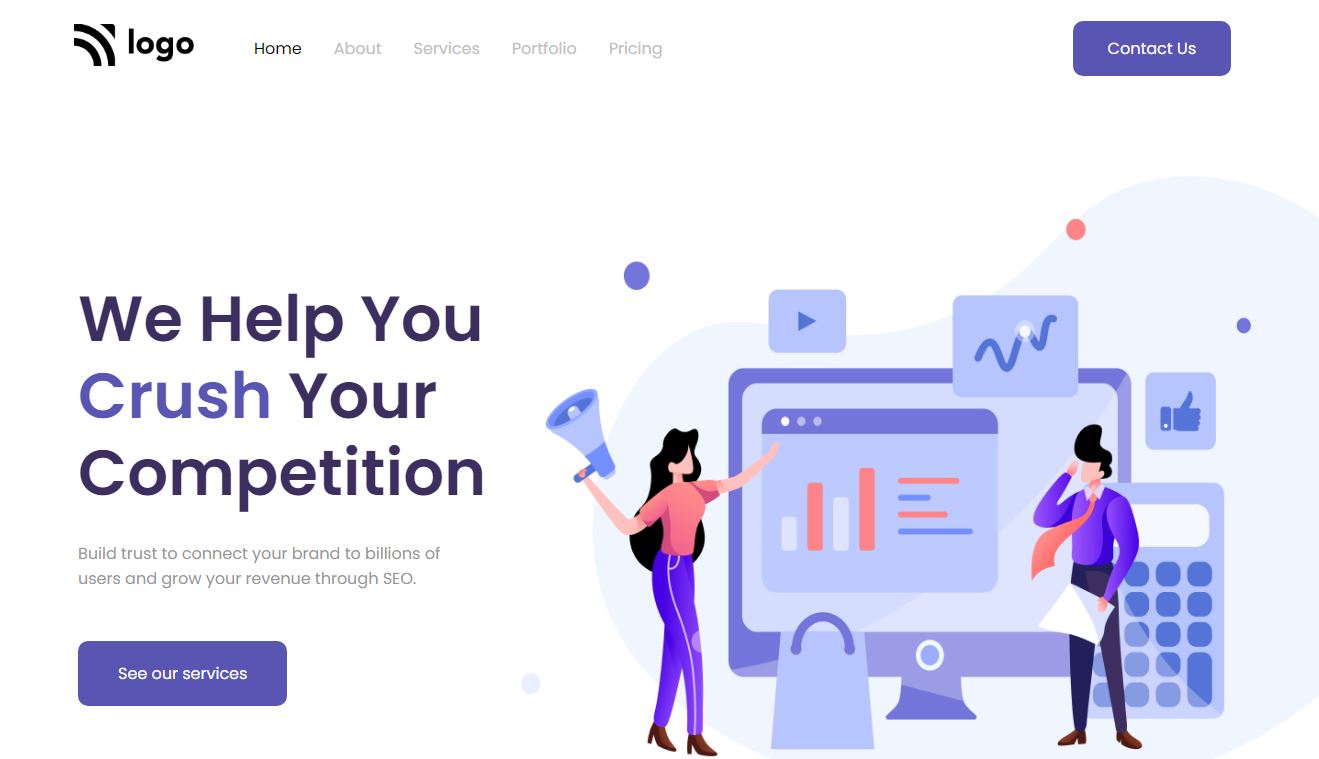 logo
Home About Services Portfolio Pricing
Contact Us
We Help You
Crush Your
Competition
Build trust to connect your brand to billions of
users and grow your revenue through SEO.
See our services